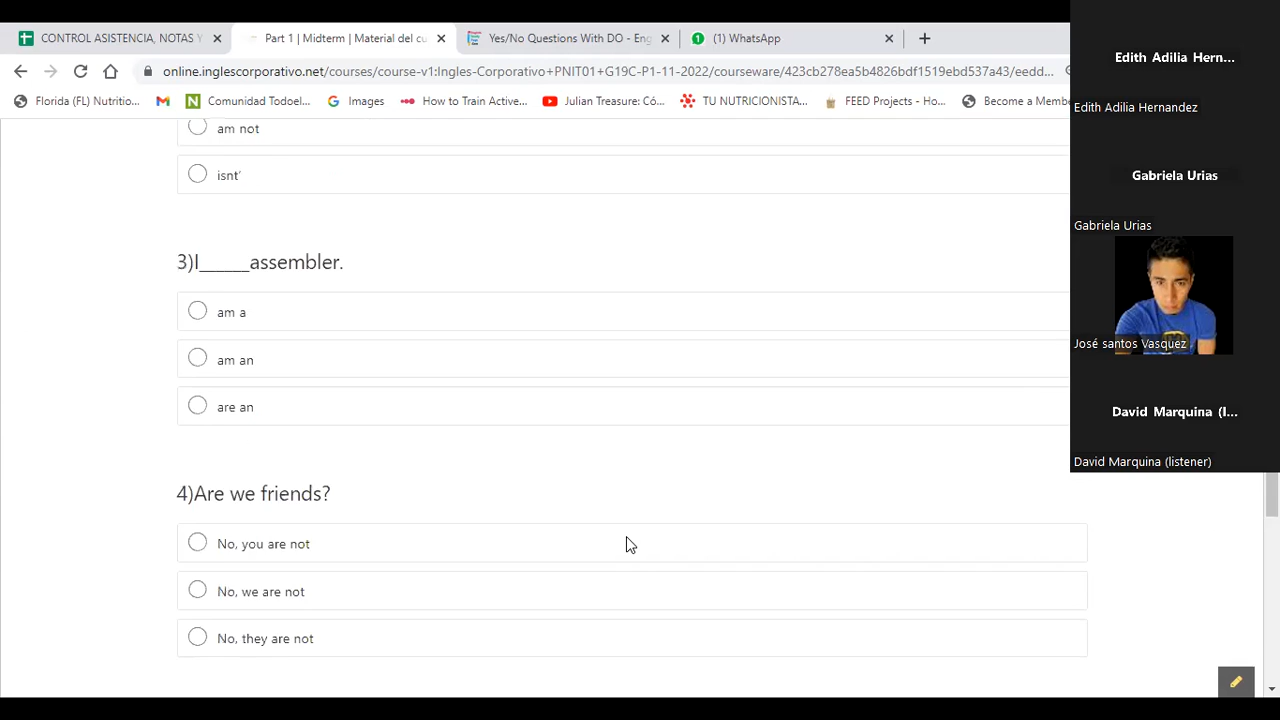 CONTROL ASISTENCIA, NOTAS Y
Part 1 | Midterm | Material del cu
Yes/No Questions With DO - Eng
(1) WhatsApp
online.inglescorporativo.net/courses/course-v1:Ingles-Corporativo+PNIT01+G19C-P1-11-2022/courseware/423cb278ea5b4826bdf1519ebd537a43/eedd...
Florida (FL) Nutritio...
Comunidad Todoel...
Images
How to Train Active...
Julian Treasure: Có...
TU NUTRICIONISTA...
FEED Projects - Ho...
Become a Membe
am not
isnt’
3)I______assembler.
am a
am an
are an
4)Are we friends?
No, you are not
No, we are not
No, they are not
Edith Adilia Hern...
Edith Adilia Hernandez
Gabriela Urias
Gabriela Urias
José santos Vasquez
David Marquina (l...
David Marquina (listener)